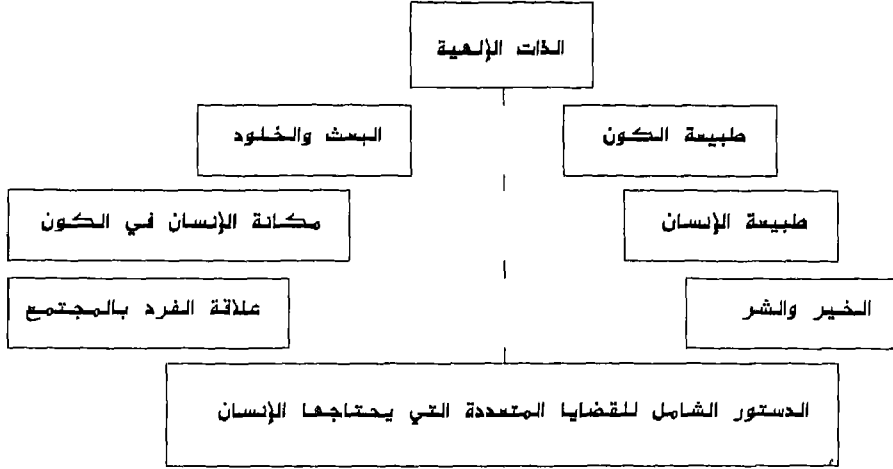 الذات الإلهية
طبيعة الكون
البعث والخلود
طبيعة الإنسان
مكانة الإنسان في الكون
الخير والشر
علاقة الفرد بالمجتمع
الدستور الشامل للقضايا المتعددة التي يحتاجها الإنسان